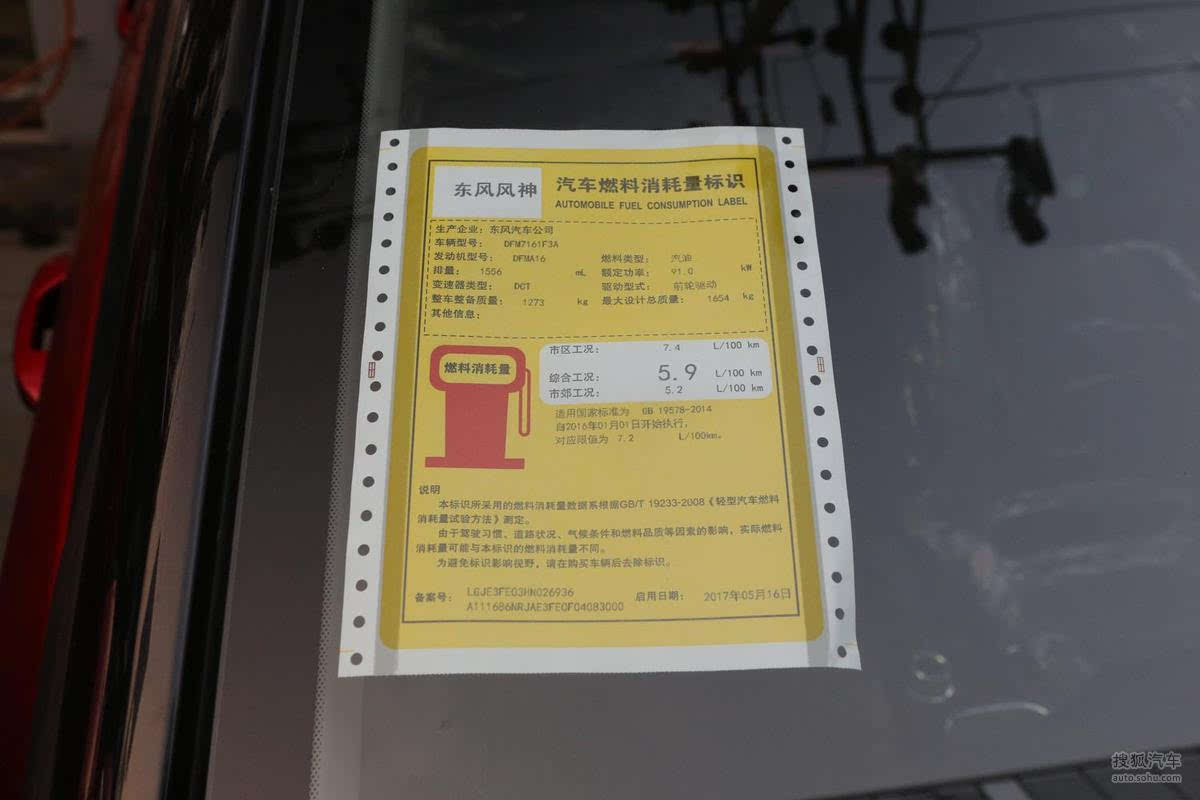 东风风神
汽车燃料消耗量标识
AUTOMOBILE FUEL CONSUMPTION LABEL
生产企业: 东风汽车公司
车辆型号: DFM7161F3A
发动机型号: DFMA16 燃料类型: 汽油
排量: 1556 mL 额定功率: 91.0 kW
变速器类型: DCT 驱动型式: 前轮驱动
整车整备质量: 1273 kg 最大设计总质量: 1654 kg
其他信息:
燃料消耗量
市区工况: 7.4 L/100 km
综合工况: 5.9 L/100 km
市郊工况: 5.2 L/100 km
适用国家标准为 GB 19578-2014
自2016年01月01日开始执行,
对应限值为 7.2 L/100km。
说明
本标识所采用的燃料消耗量数据系根据GB/T 19233-2008《轻型汽车燃料
消耗量试验方法》测定。
由于驾驶习惯、道路状况、气候条件和燃料品质等因素的影响，实际燃料
消耗量可能与本标识的燃料消耗量不同。
为避免标识影响视野，请在购买车辆后去除标识。
备案号: LGJE3FE03HN026936
A111686NRJAE3FE0F04083000
启用日期: 2017年05月16日
搜狐汽车
auto.sohu.com